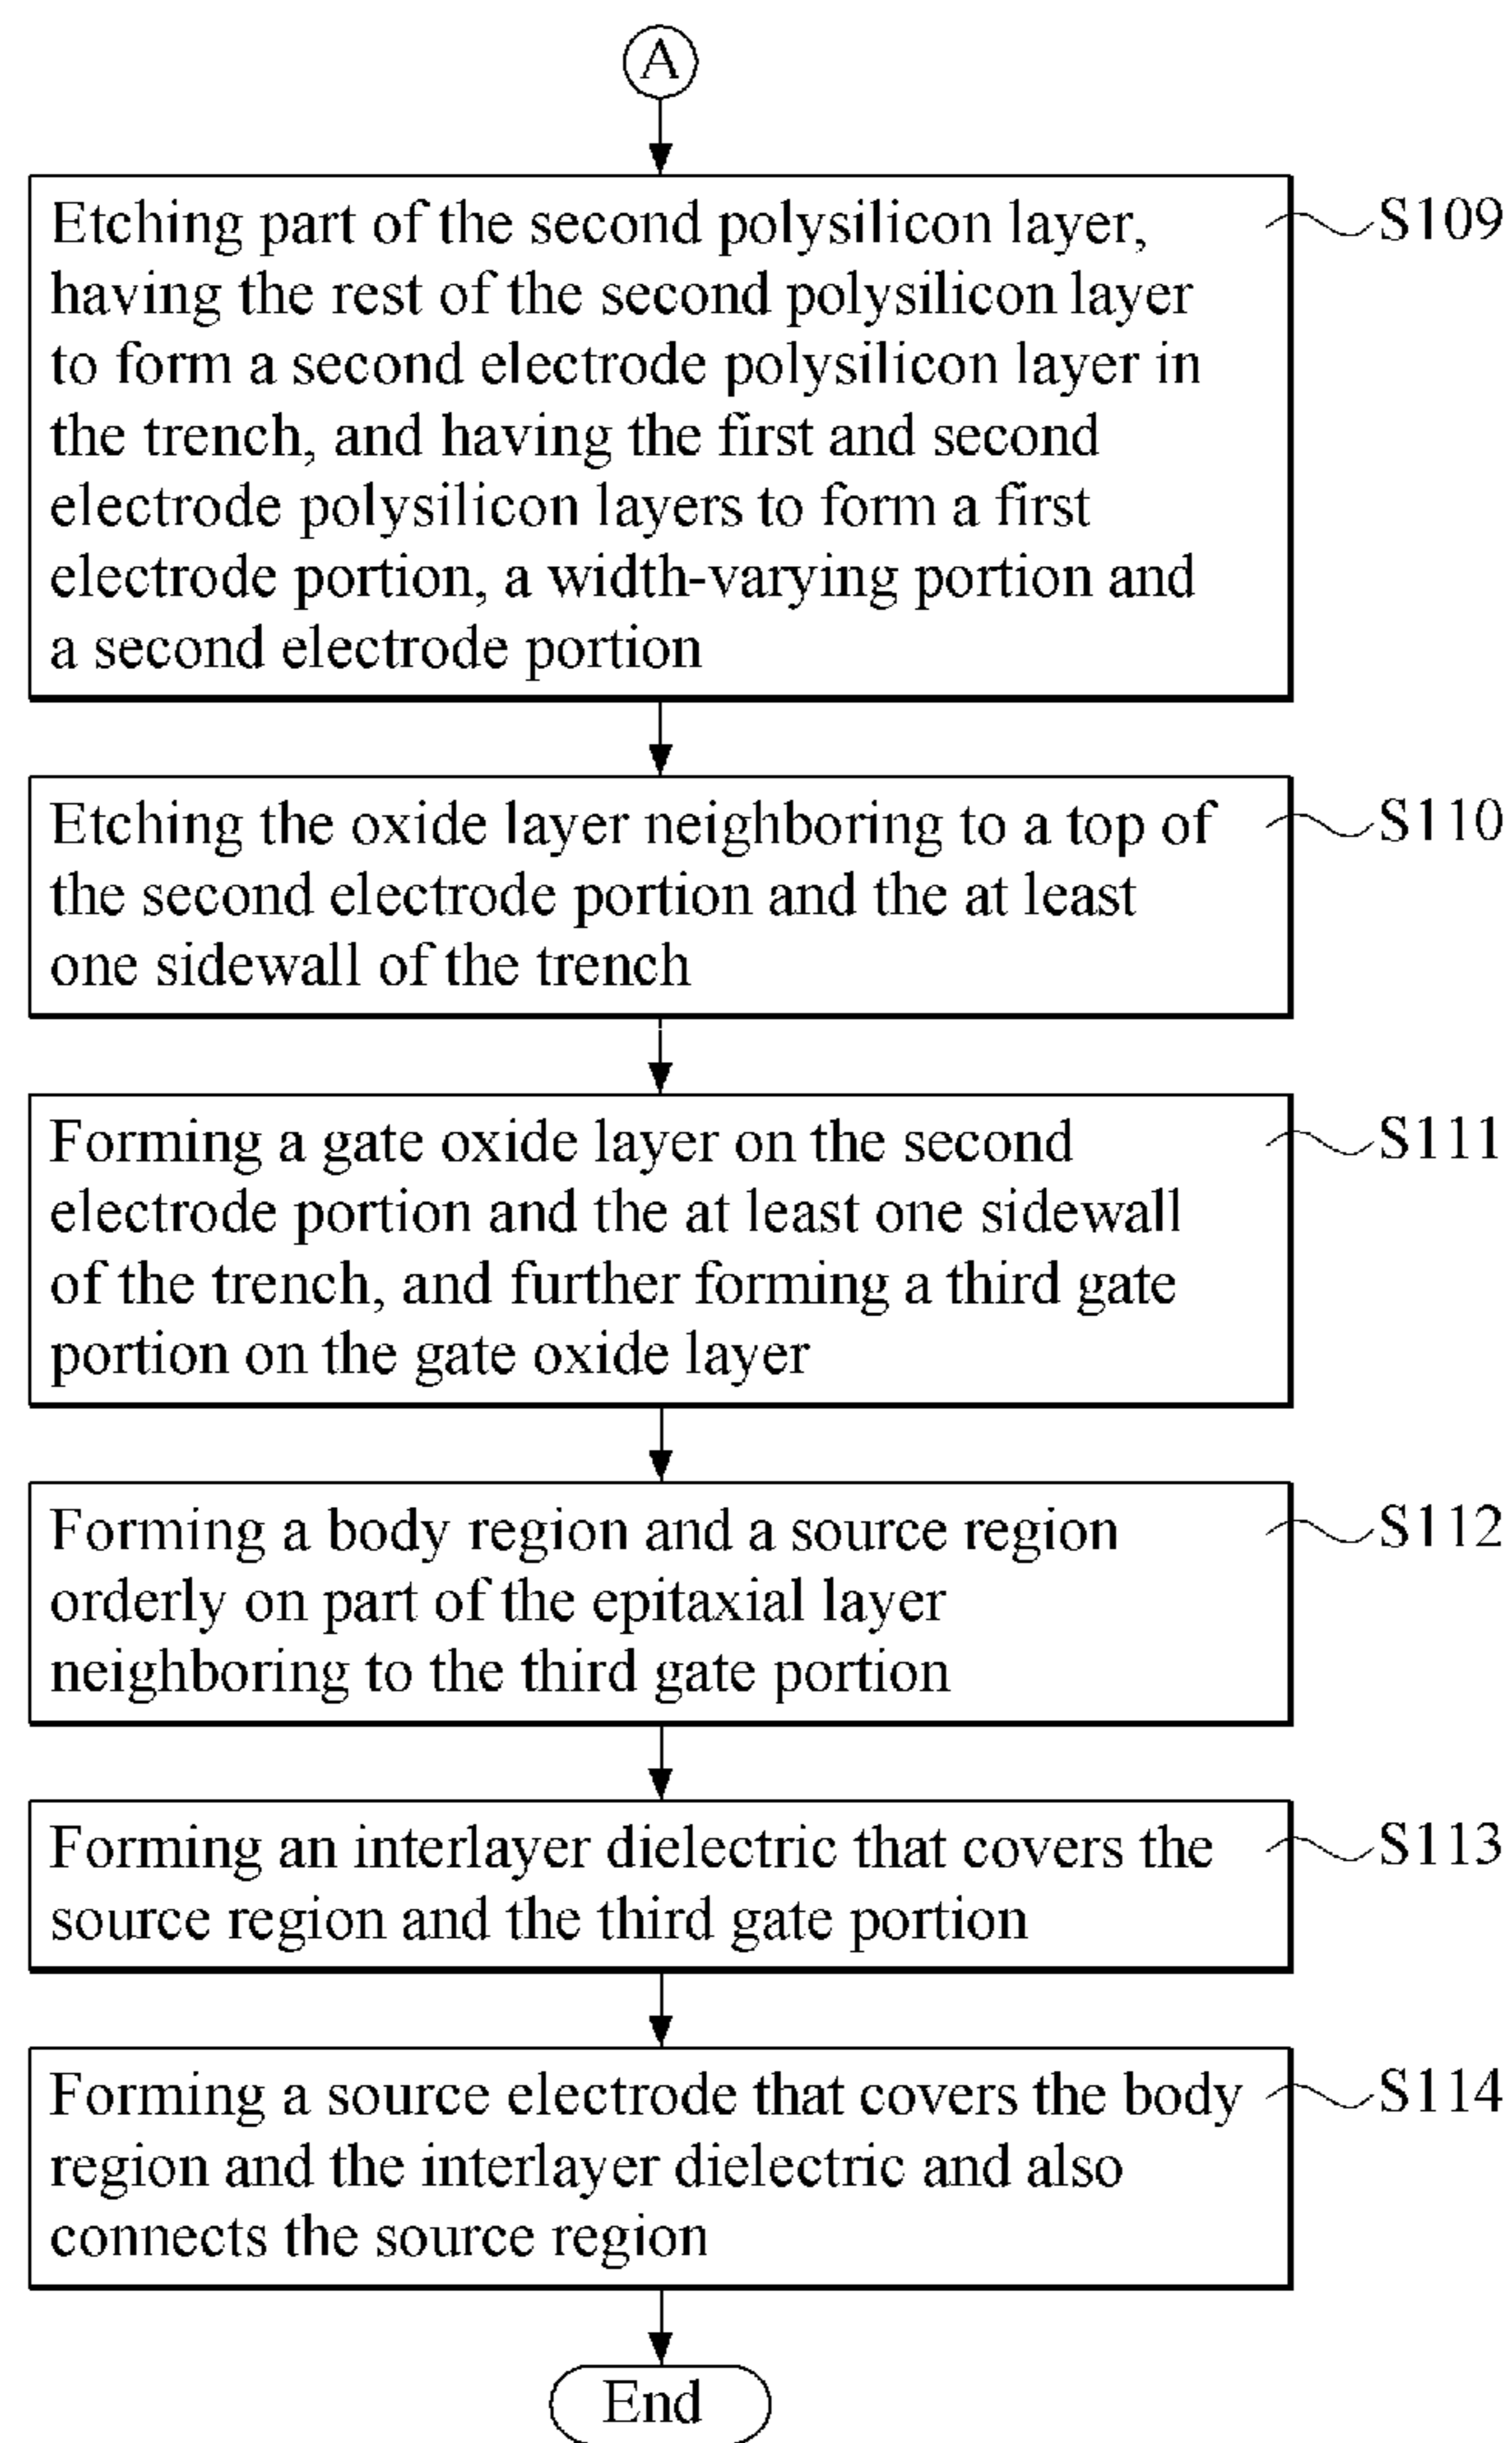 A
Etching part of the second polysilicon layer,
S109
having the rest of the second polysilicon layer
to form a second electrode polysilicon layer in
the trench, and having the first and second
electrode polysilicon layers to form a first
electrode portion, a width-varying portion and
a second electrode portion
Etching the oxide layer neighboring to a top of
S110
the second electrode portion and the at least
one sidewall of the trench
Forming a gate oxide layer on the second
S111
electrode portion and the at least one sidewall
of the trench, and further forming a third gate
portion on the gate oxide layer
Forming a body region and a source region
S112
orderly on part of the epitaxial layer
neighboring to the third gate portion
Forming an interlayer dielectric that covers the
S113
source region and the third gate portion
Forming a source electrode that covers the body
S114
region and the interlayer dielectric and also
connects the source region
End